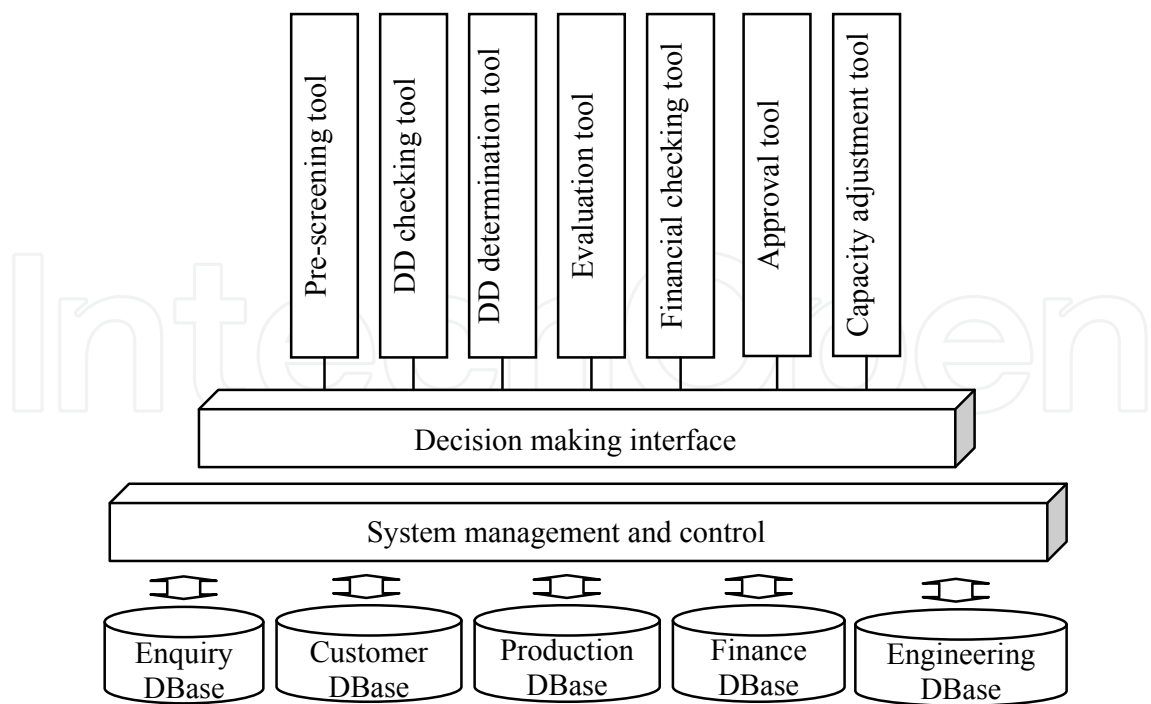 Pre-screening tool
DD checking tool
DD determination tool
Evaluation tool
Financial checking tool
Approval tool
Capacity adjustment tool
IntechOpen
Decision making interface
System management and control
Enquiry
DBase
Customer
DBase
Production
DBase
Finance
DBase
Engineering
DBase